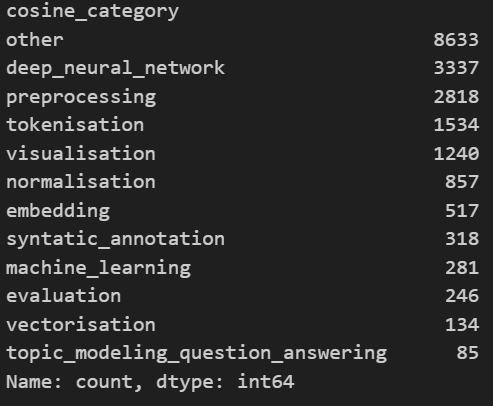 cosine_category
other 8633
deep_neural_network 3337
preprocessing 2818
tokenisation 1534
visualisation 1240
normalisation 857
embedding 517
syntatic_annotation 318
machine_learning 281
evaluation 246
vectorisation 134
topic_modeling_question_answering 85
Name: count, dtype: int64